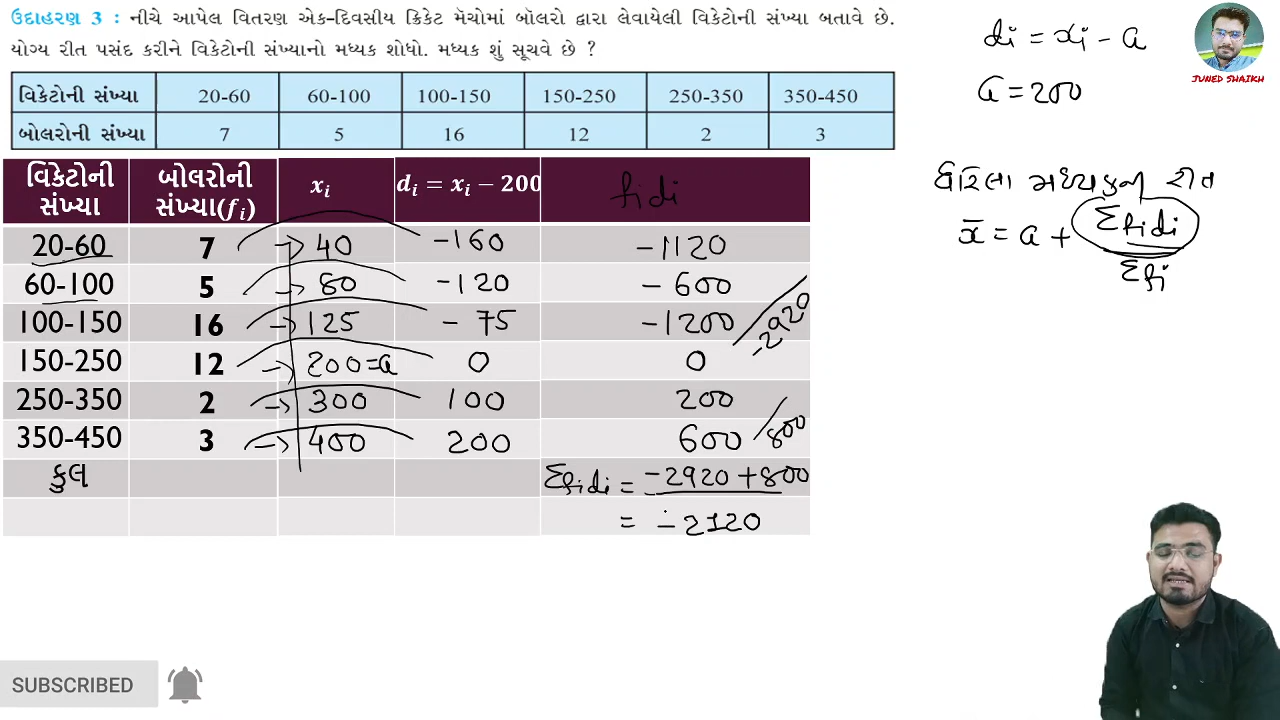 ઉદાહરણ 3 : નીચે આપેલ વિતરણ એક-દિવસીય ક્રિકેટ મૅચોમાં બૉલરો દ્વારા લેવાયેલી વિકેટોની સંખ્યા બતાવે છે.
યોગ્ય રીત પસંદ કરીને વિકેટોની સંખ્યાનો મધ્યક શોધો. મધ્યક શું સૂચવે છે ?
વિકેટોની સંખ્યા 20-60 60-100 100-150 150-250 250-350 350-450
બોલરોની સંખ્યા 7 5 16 12 2 3
વિકેટોની સંખ્યા બોલરોની સંખ્યા(fᵢ) xᵢ dᵢ = xᵢ − 200 fidi
20-60 7 → 40 -160 -1120
60-100 5 → 80 -120 - 600
100-150 16 → 125 - 75 -1200 -2920
150-250 12 → 200=a 0 0
250-350 2 → 300 100 200
350-450 3 → 400 200 600 800
કુલ Σfidi = -2920 + 800
= -2120
di = xi - a
a = 200
JUNED SHAIKH
ધારેલા મધ્યકની રીત
x̄ = a + Σfidi / Σfi
SUBSCRIBED